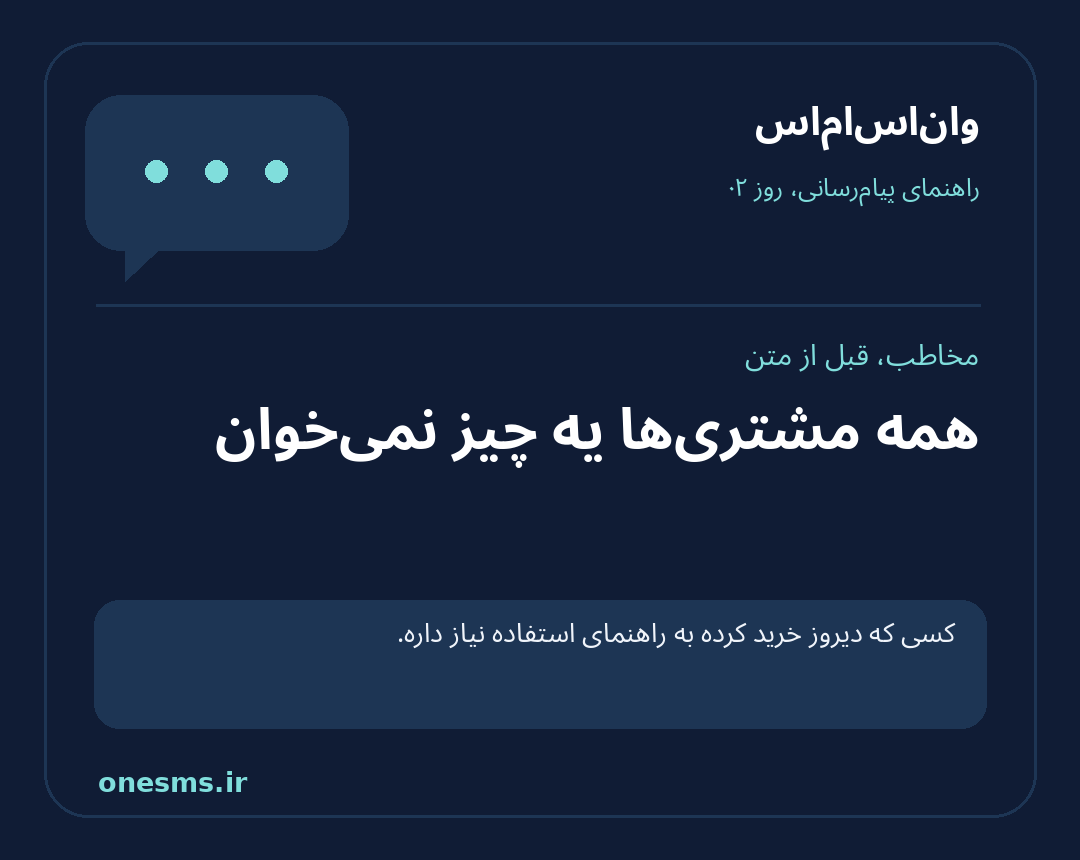 وان‌اس‌ام‌اس
راهنمای پیام‌رسانی، روز ۰۲
مخاطب، قبل از متن
همه مشتری‌ها یه چیز نمی‌خوان
کسی که دیروز خرید کرده به راهنمای استفاده نیاز داره.
onesms.ir